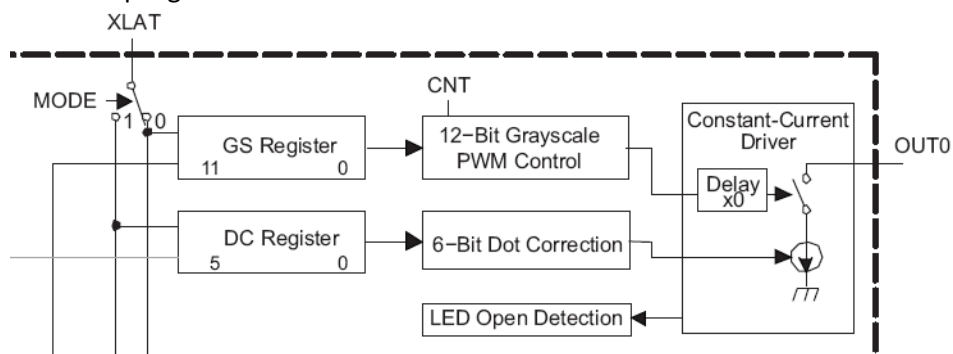 XLAT
MODE
1 0
CNT
GS Register
11 0
12−Bit Grayscale
PWM Control
Constant-Current
Driver
OUT0
Delay
x0
DC Register
5 0
6−Bit Dot Correction
LED Open Detection